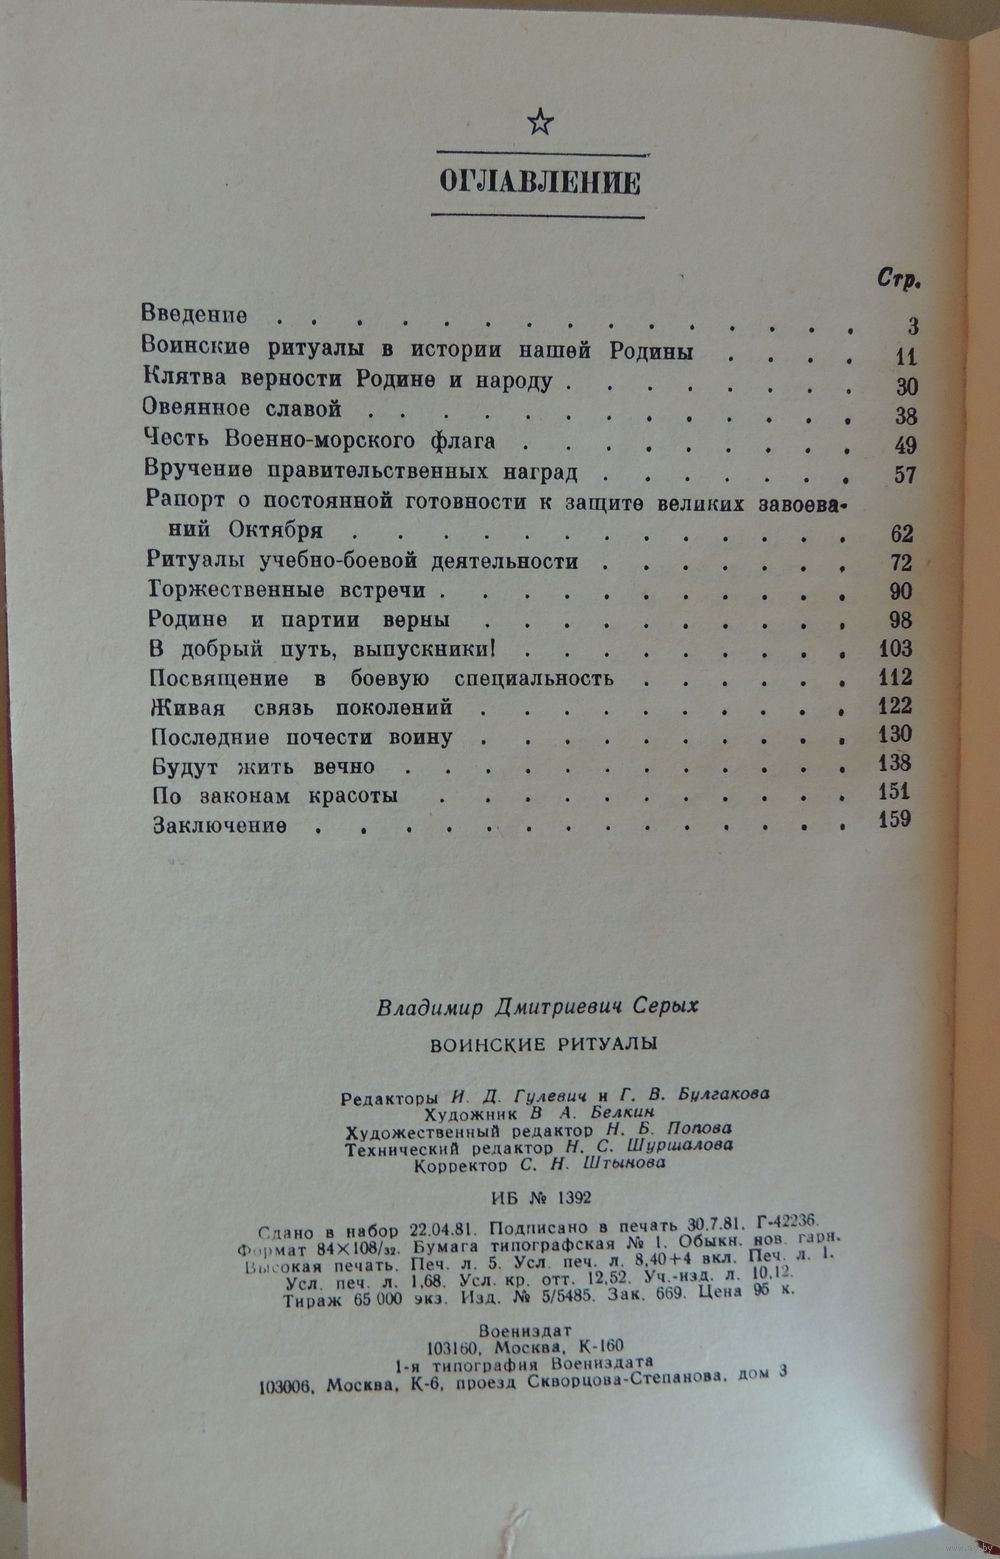 ☆
ОГЛАВЛЕНИЕ
Стр.
Введение . . . . . . . . . . . . . . . 3
Воинские ритуалы в истории нашей Родины . . . . 11
Клятва верности Родине и народу . . . . . . . . 30
Овеянное славой . . . . . . . . . . . . . 38
Честь Военно-морского флага . . . . . . . . . 49
Вручение правительственных наград . . . . . . . 57
Рапорт о постоянной готовности к защите великих завоева-
ний Октября . . . . . . . . . . . . . 62
Ритуалы учебно-боевой деятельности . . . . . . . 72
Торжественные встречи . . . . . . . . . . . 90
Родине и партии верны . . . . . . . . . . 98
В добрый путь, выпускники! . . . . . . . . . 103
Посвящение в боевую специальность . . . . . . 112
Живая связь поколений . . . . . . . . . . 122
Последние почести воину . . . . . . . . . . 130
Будут жить вечно . . . . . . . . . . . . 138
По законам красоты . . . . . . . . . . . 151
Заключение . . . . . . . . . . . . . . 159
Владимир Дмитриевич Серых
ВОИНСКИЕ РИТУАЛЫ
Редакторы И. Д. Гулевич и Г. В. Булгакова
Художник В А. Белкин
Художественный редактор Н. Б. Попова
Технический редактор Н. С. Шуршалова
Корректор С. Н. Штынова
ИБ № 1392
Сдано в набор 22.04.81. Подписано в печать 30.7.81. Г-42236.
Формат 84×108/32. Бумага типографская № 1. Обыкн. нов. гарн.
Высокая печать. Печ. л. 5. Усл. печ. л. 8,40+4 вкл. Печ. л. 1.
Усл. печ. л. 1,68. Усл. кр. отт. 12,52. Уч.-изд. л. 10,12.
Тираж 65 000 экз. Изд. № 5/5485. Зак. 669. Цена 95 к.
Воениздат
103160, Москва, К-160
1-я типография Воениздата
103006, Москва, К-6, проезд Скворцова-Степанова, дом 3